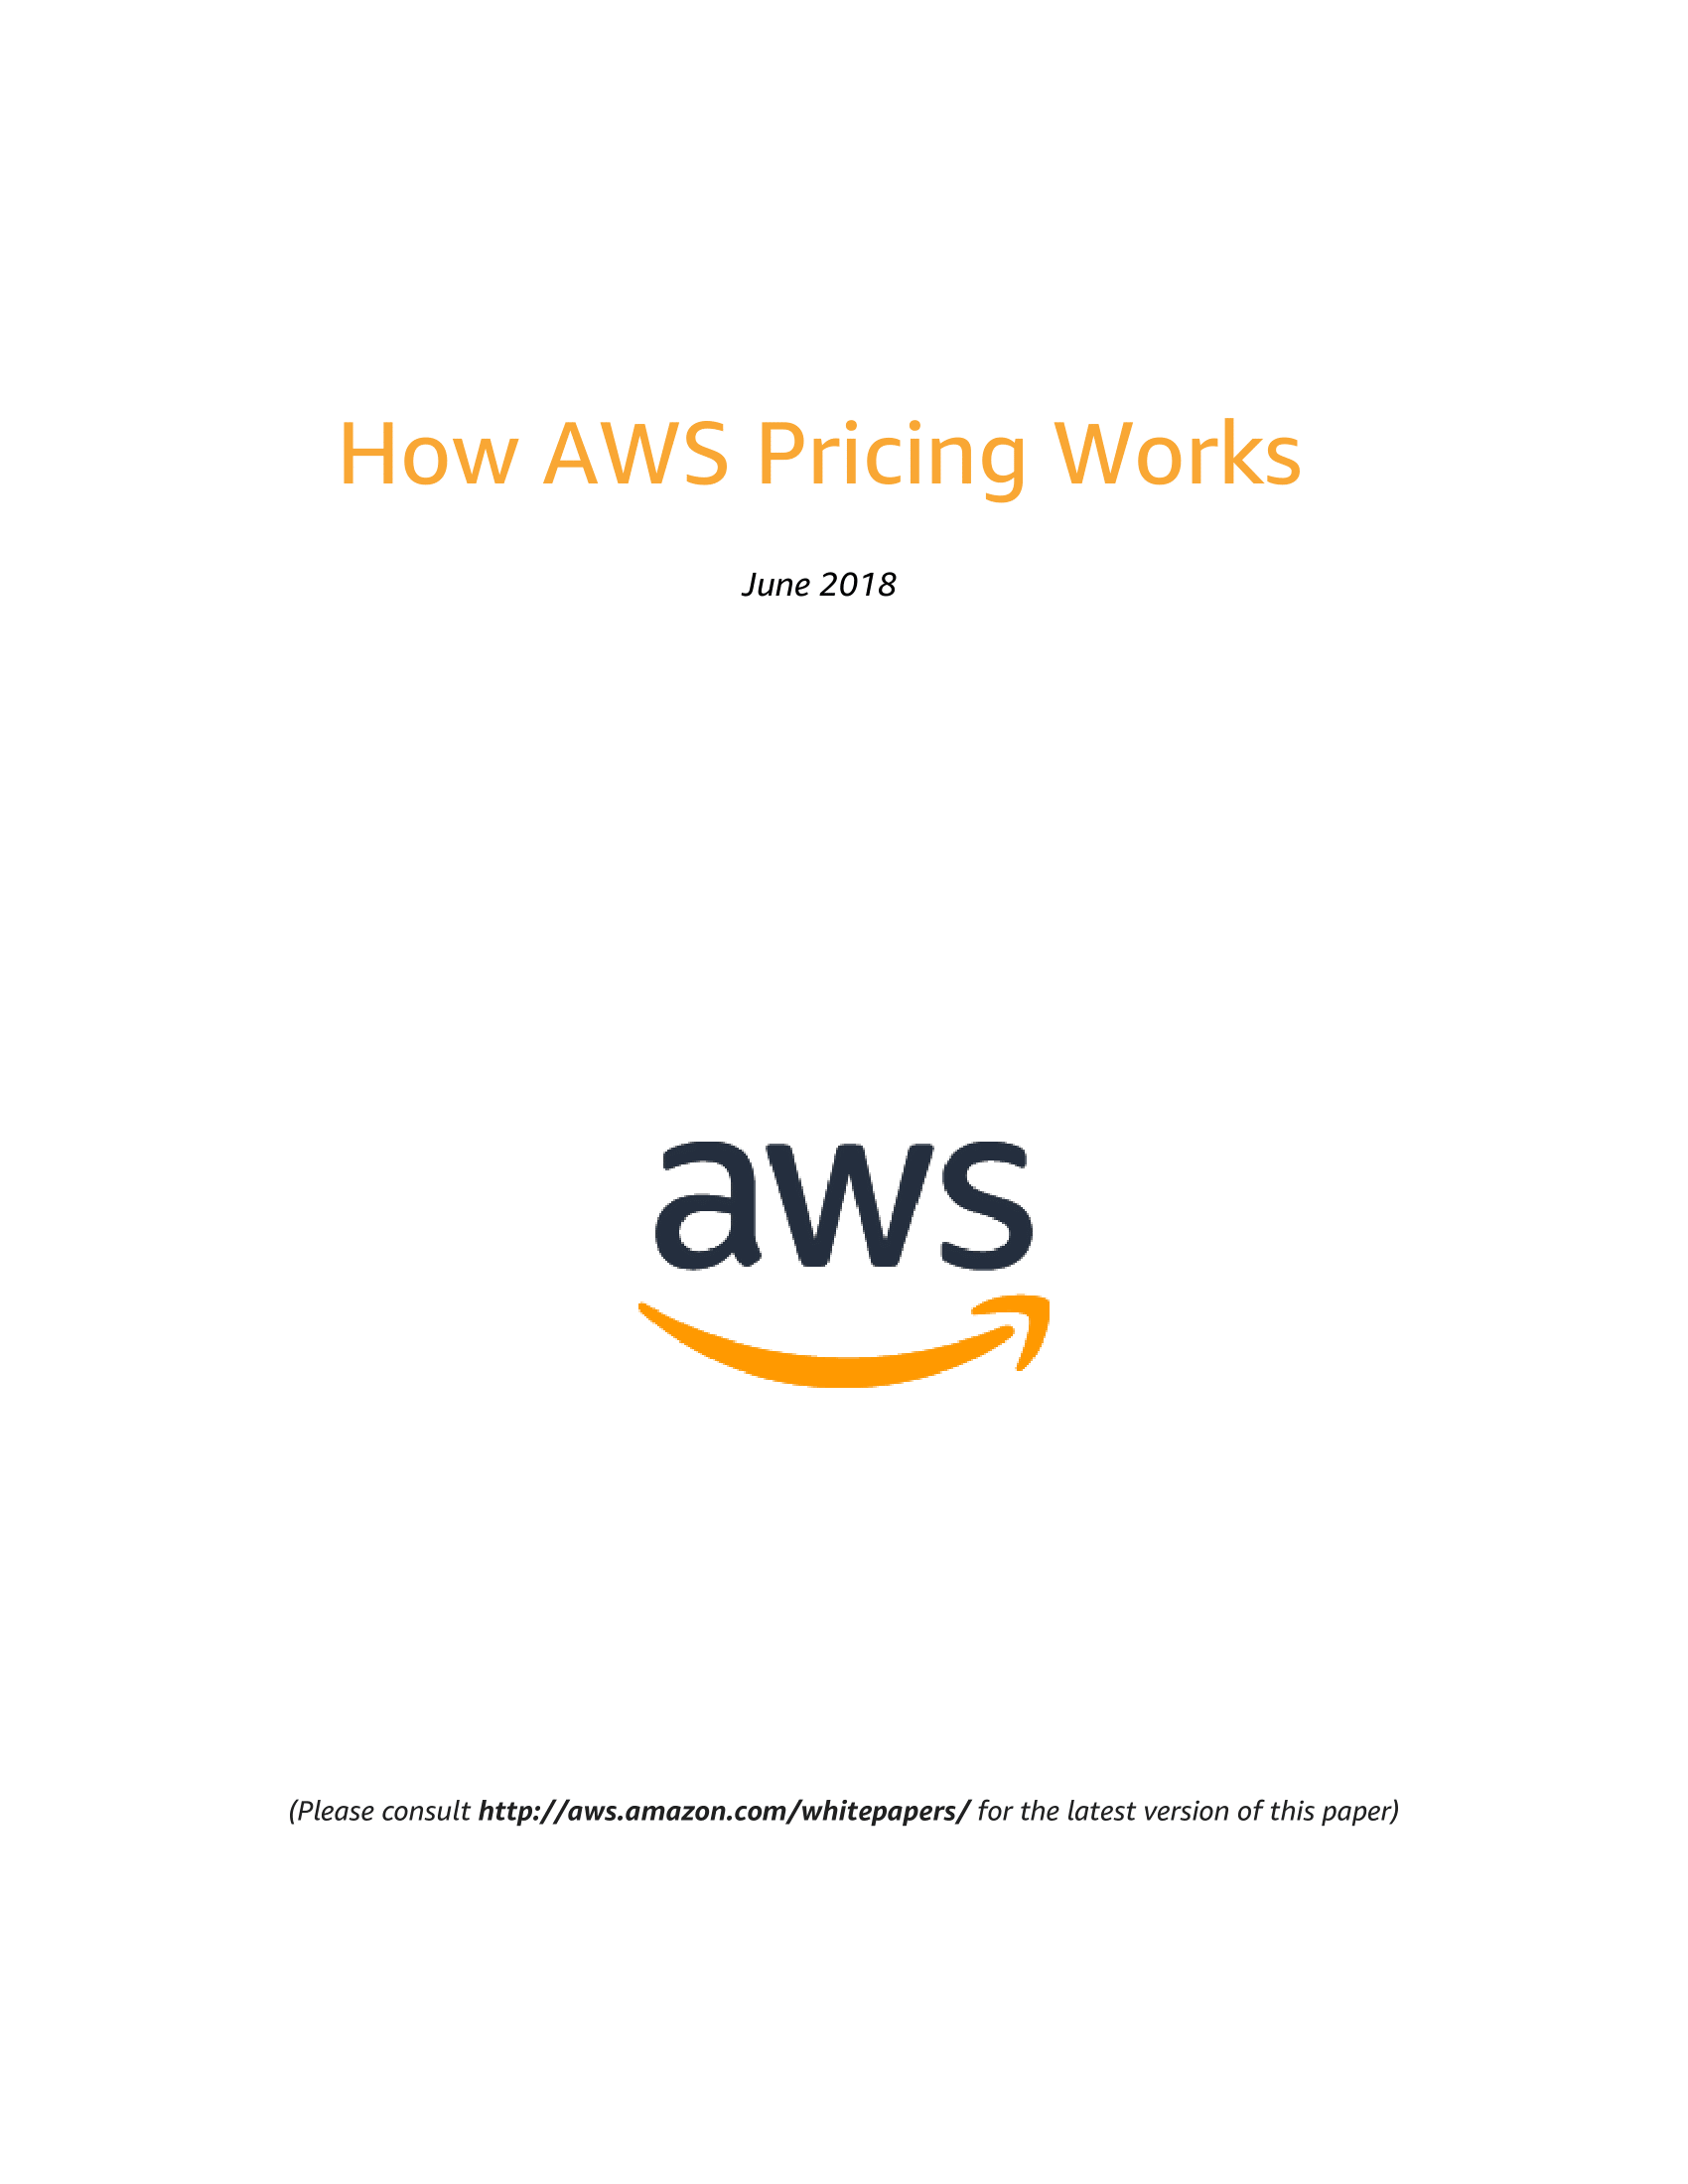 How AWS Pricing Works
June 2018
aws
(Please consult http://aws.amazon.com/whitepapers/ for the latest version of this paper)